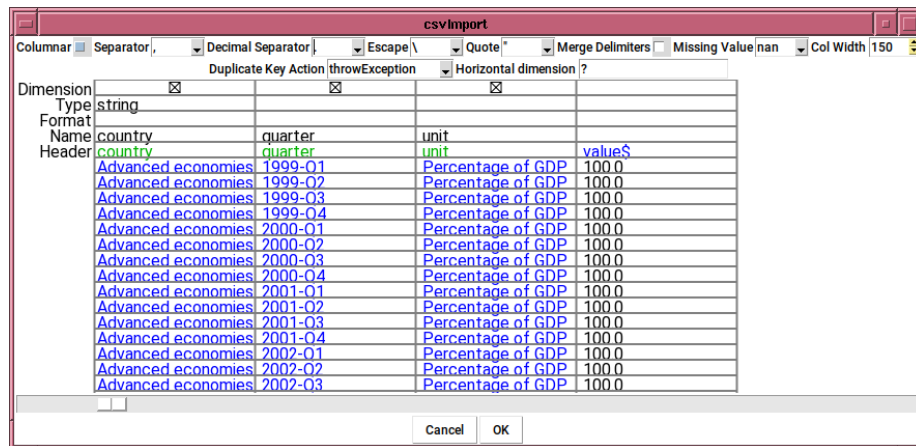 csvImport
Columnar Separator , Decimal Separator . Escape \ Quote " Merge Delimiters Missing Value nan Col Width 150
Duplicate Key Action throwException Horizontal dimension ?
Dimension
Type string
Format
Name country quarter unit
Header country quarter unit value$
Advanced economies 1999-Q1 Percentage of GDP 100.0
Advanced economies 1999-Q2 Percentage of GDP 100.0
Advanced economies 1999-Q3 Percentage of GDP 100.0
Advanced economies 1999-Q4 Percentage of GDP 100.0
Advanced economies 2000-Q1 Percentage of GDP 100.0
Advanced economies 2000-Q2 Percentage of GDP 100.0
Advanced economies 2000-Q3 Percentage of GDP 100.0
Advanced economies 2000-Q4 Percentage of GDP 100.0
Advanced economies 2001-Q1 Percentage of GDP 100.0
Advanced economies 2001-Q2 Percentage of GDP 100.0
Advanced economies 2001-Q3 Percentage of GDP 100.0
Advanced economies 2001-Q4 Percentage of GDP 100.0
Advanced economies 2002-Q1 Percentage of GDP 100.0
Advanced economies 2002-Q2 Percentage of GDP 100.0
Advanced economies 2002-Q3 Percentage of GDP 100.0
Cancel OK